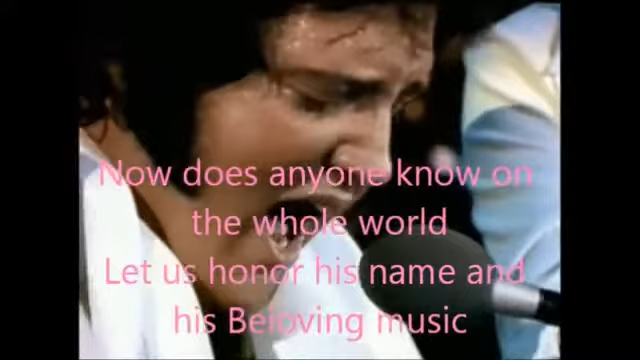 Now does anyone know on
the whole world
Let us honor his name and
his Beloving music